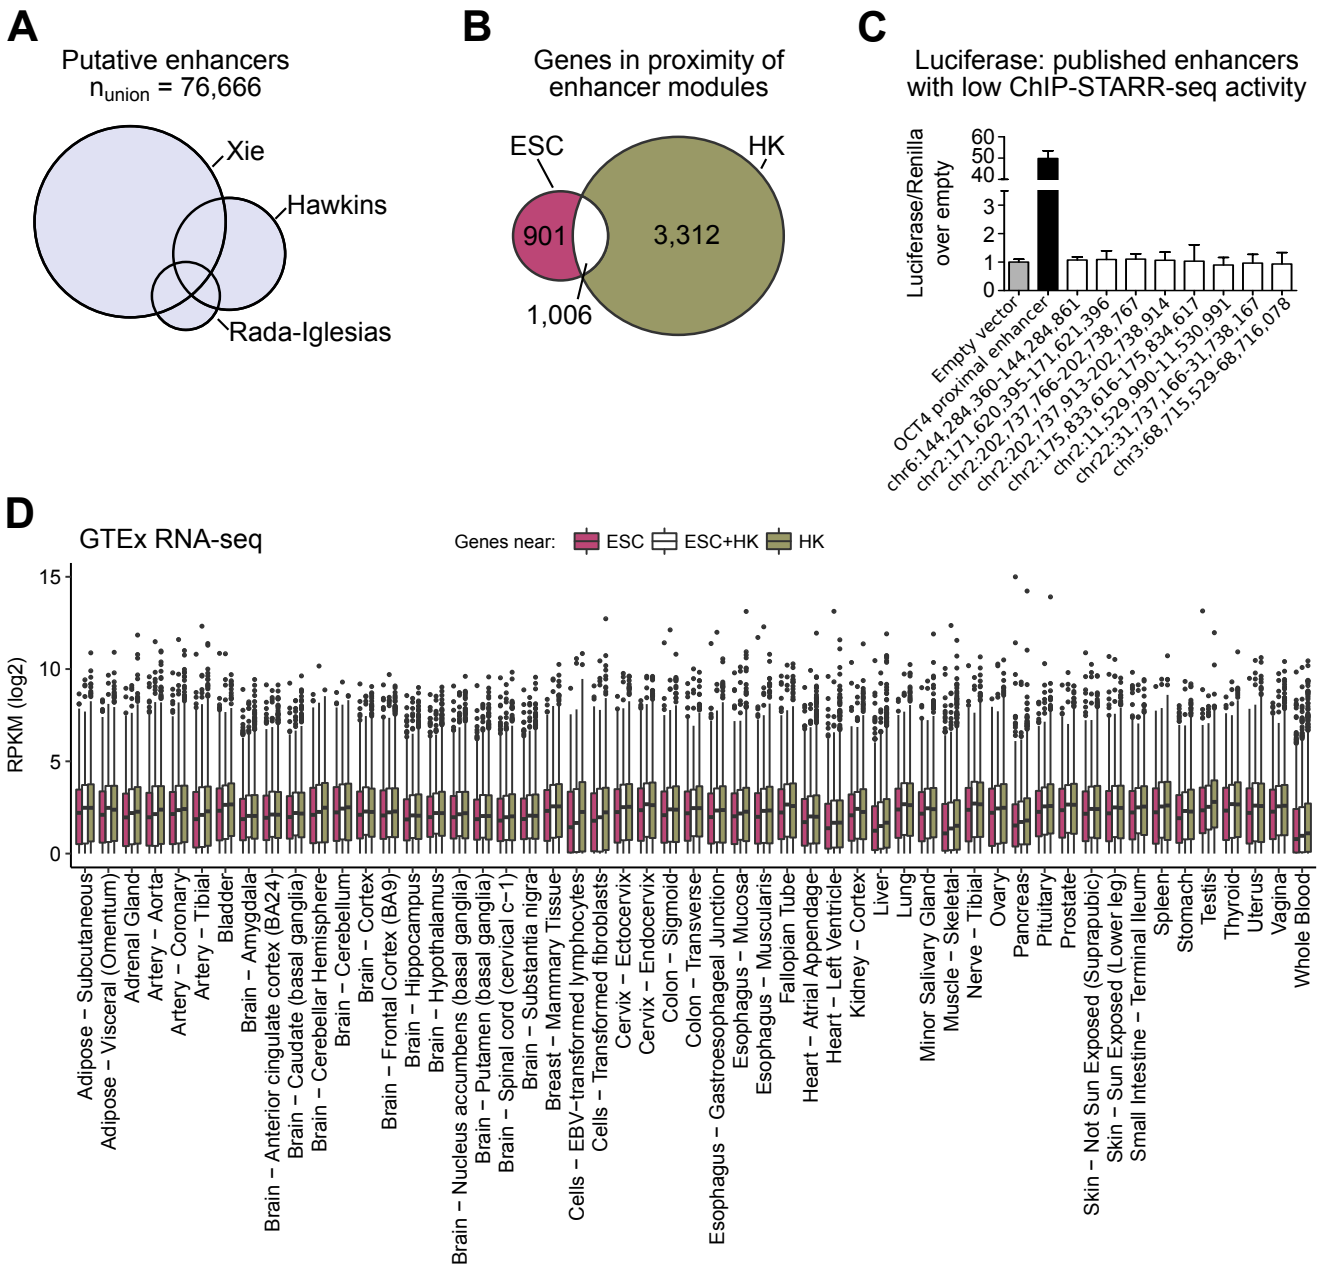 A
Putative enhancers
nunion = 76,666
Xie
Hawkins
Rada-Iglesias
B
Genes in proximity of
enhancer modules
ESC
HK
901
3,312
1,006
C
Luciferase: published enhancers
with low ChIP-STARR-seq activity
Luciferase/Renilla
over empty
60
50
40
3
2
1
0
Empty vector
OCT4 proximal enhancer
chr6:144,284,360-144,284,861
chr2:171,620,395-171,621,396
chr2:202,737,766-202,738,767
chr2:202,737,913-202,738,914
chr2:175,833,616-175,834,617
chr2:11,529,990-11,530,991
chr22:31,737,166-31,738,167
chr3:68,715,529-68,716,078
D
GTEx RNA-seq
Genes near: ESC ESC+HK HK
RPKM (log2)
15
10
5
0
Adipose − Subcutaneous
Adipose − Visceral (Omentum)
Adrenal Gland
Artery − Aorta
Artery − Coronary
Artery − Tibial
Bladder
Brain − Amygdala
Brain − Anterior cingulate cortex (BA24)
Brain − Caudate (basal ganglia)
Brain − Cerebellar Hemisphere
Brain − Cerebellum
Brain − Cortex
Brain − Frontal Cortex (BA9)
Brain − Hippocampus
Brain − Hypothalamus
Brain − Nucleus accumbens (basal ganglia)
Brain − Putamen (basal ganglia)
Brain − Spinal cord (cervical c−1)
Brain − Substantia nigra
Breast − Mammary Tissue
Cells − EBV−transformed lymphocytes
Cells − Transformed fibroblasts
Cervix − Ectocervix
Cervix − Endocervix
Colon − Sigmoid
Colon − Transverse
Esophagus − Gastroesophageal Junction
Esophagus − Mucosa
Esophagus − Muscularis
Fallopian Tube
Heart − Atrial Appendage
Heart − Left Ventricle
Kidney − Cortex
Liver
Lung
Minor Salivary Gland
Muscle − Skeletal
Nerve − Tibial
Ovary
Pancreas
Pituitary
Prostate
Skin − Not Sun Exposed (Suprapubic)
Skin − Sun Exposed (Lower leg)
Small Intestine − Terminal Ileum
Spleen
Stomach
Testis
Thyroid
Uterus
Vagina
Whole Blood